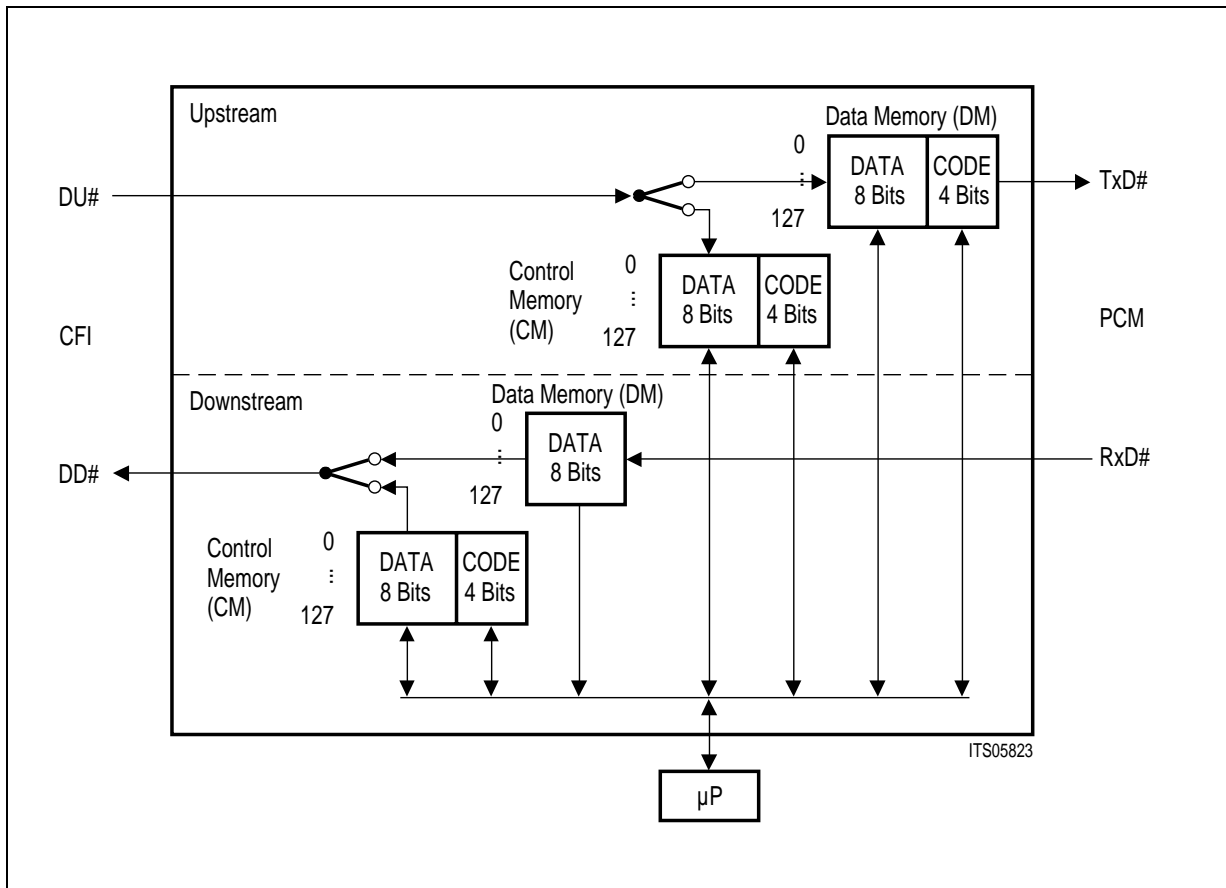 Upstream
Data Memory (DM)
0
...
127
DATA
8 Bits
CODE
4 Bits
DU#
TxD#
Control
Memory
(CM)
0
...
127
DATA
8 Bits
CODE
4 Bits
CFI
PCM
Downstream
Data Memory (DM)
0
...
127
DATA
8 Bits
DD#
RxD#
Control
Memory
(CM)
0
...
127
DATA
8 Bits
CODE
4 Bits
ITS05823
µP